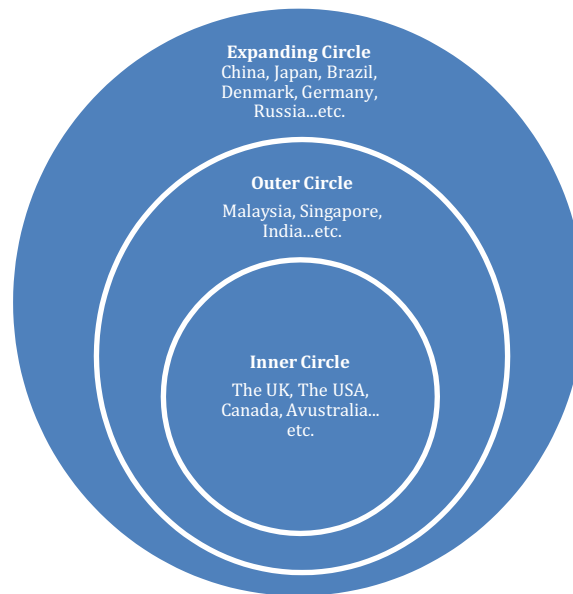 Expanding Circle
China, Japan, Brazil,
Denmark, Germany,
Russia...etc.
Outer Circle
Malaysia, Singapore,
India...etc.
Inner Circle
The UK, The USA,
Canada, Avustralia...
etc.